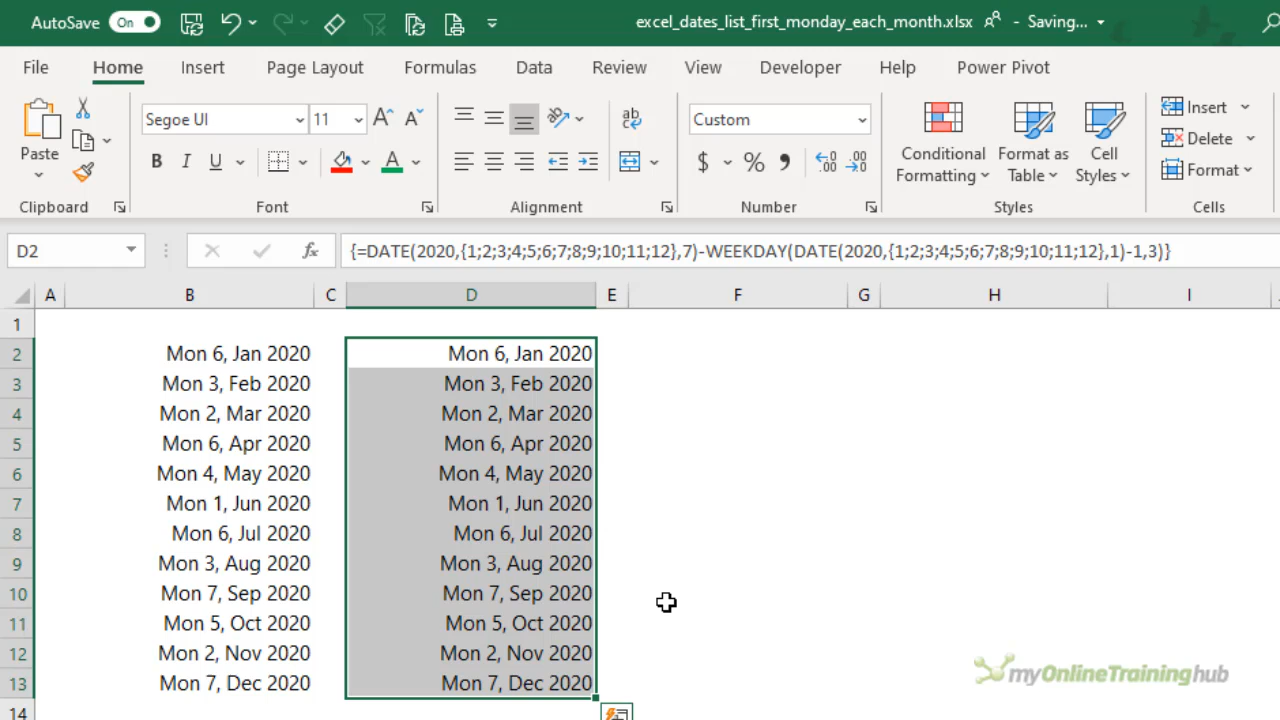 AutoSave On excel_dates_list_first_monday_each_month.xlsx - Saving...
File Home Insert Page Layout Formulas Data Review View Developer Help Power Pivot
Paste
Segoe UI 11 A A
B I U A
ab
c
Custom
$ % 9 .0 .00 .00 .0
Conditional Formatting
Format as Table
Cell Styles
Insert
Delete
Format
Clipboard Font Alignment Number Styles Cells
D2 fx {=DATE(2020,{1;2;3;4;5;6;7;8;9;10;11;12},7)-WEEKDAY(DATE(2020,{1;2;3;4;5;6;7;8;9;10;11;12},1)-1,3)}
A B C D E F G H I
1
2 Mon 6, Jan 2020 Mon 6, Jan 2020
3 Mon 3, Feb 2020 Mon 3, Feb 2020
4 Mon 2, Mar 2020 Mon 2, Mar 2020
5 Mon 6, Apr 2020 Mon 6, Apr 2020
6 Mon 4, May 2020 Mon 4, May 2020
7 Mon 1, Jun 2020 Mon 1, Jun 2020
8 Mon 6, Jul 2020 Mon 6, Jul 2020
9 Mon 3, Aug 2020 Mon 3, Aug 2020
10 Mon 7, Sep 2020 Mon 7, Sep 2020
11 Mon 5, Oct 2020 Mon 5, Oct 2020
12 Mon 2, Nov 2020 Mon 2, Nov 2020
13 Mon 7, Dec 2020 Mon 7, Dec 2020
14
myOnlineTraininghub